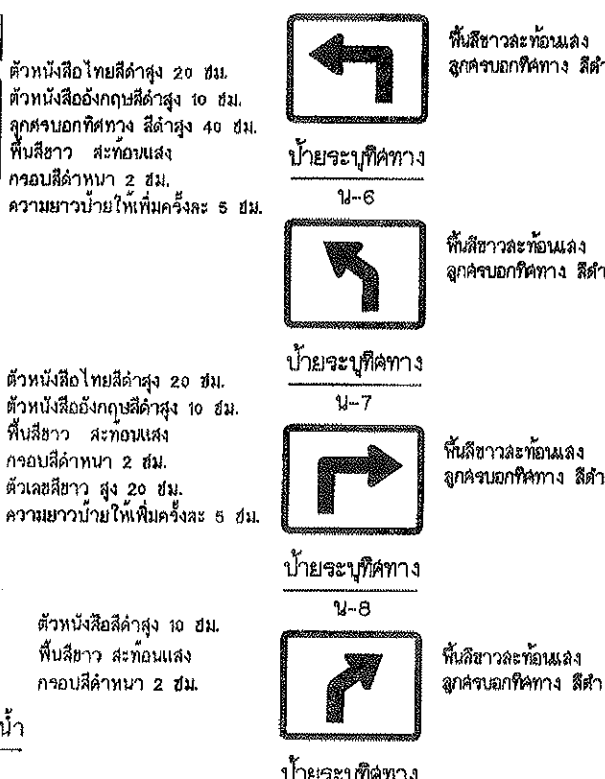 ตัวหนังสือไทยสีดำสูง 20 ซม.
ตัวหนังสืออังกฤษสีดำสูง 10 ซม.
ลูกศรบอกทิศทาง สีดำสูง 40 ซม.
พื้นสีขาว สะท้อนแสง
กรอบสีดำหนา 2 ซม.
ความยาวป้ายให้เพิ่มครั้งละ 5 ซม.
พื้นสีขาวสะท้อนแสง
ลูกศรบอกทิศทาง สีดำ
ป้ายระบุทิศทาง
น-6
พื้นสีขาวสะท้อนแสง
ลูกศรบอกทิศทาง สีดำ
ป้ายระบุทิศทาง
น-7
ตัวหนังสือไทยสีดำสูง 20 ซม.
ตัวหนังสืออังกฤษสีดำสูง 10 ซม.
พื้นสีขาว สะท้อนแสง
กรอบสีดำหนา 2 ซม.
ตัวเลขสีขาว สูง 20 ซม.
ความยาวป้ายให้เพิ่มครั้งละ 5 ซม.
พื้นสีขาวสะท้อนแสง
ลูกศรบอกทิศทาง สีดำ
ป้ายระบุทิศทาง
น-8
ตัวหนังสือสีดำสูง 10 ซม.
พื้นสีขาว สะท้อนแสง
กรอบสีดำหนา 2 ซม.
น้ำ
พื้นสีขาวสะท้อนแสง
ลูกศรบอกทิศทาง สีดำ
ป้ายระบุทิศทาง